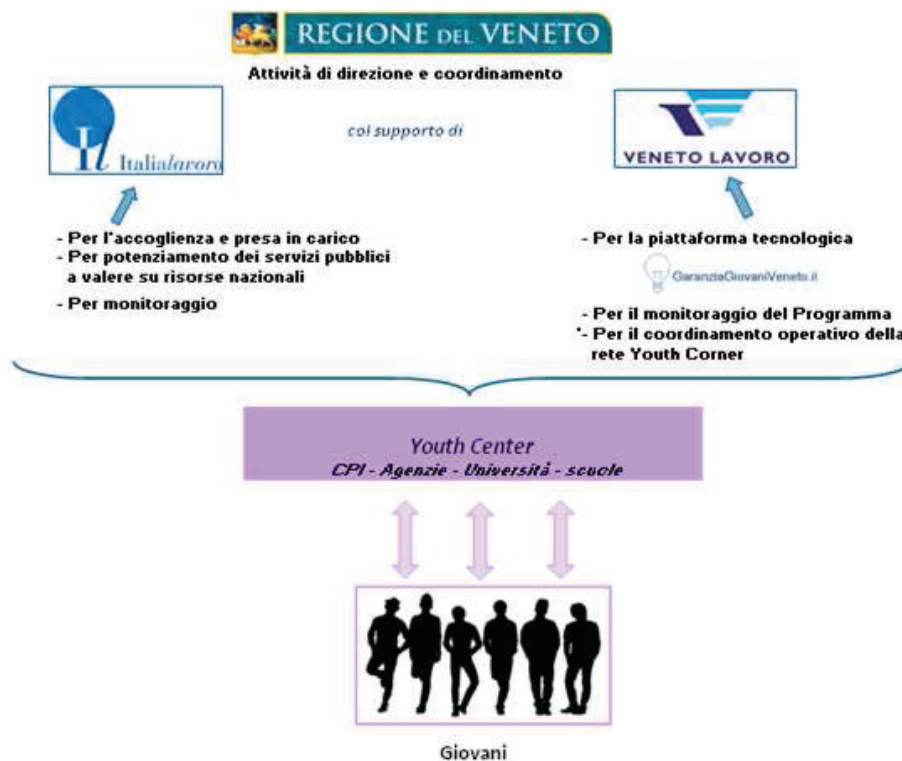 REGIONE DEL VENETO
Attività di direzione e coordinamento
Il
Italialavoro
col supporto di
VENETO LAVORO
- Per l'accoglienza e presa in carico
- Per potenziamento dei servizi pubblici
a valere su risorse nazionali
- Per monitoraggio
- Per la piattaforma tecnologica
GaranziaGiovaniVeneto.it
- Per il monitoraggio del Programma
- Per il coordinamento operativo della
rete Youth Corner
Youth Center
CPI - Agenzie - Università - scuole
Giovani